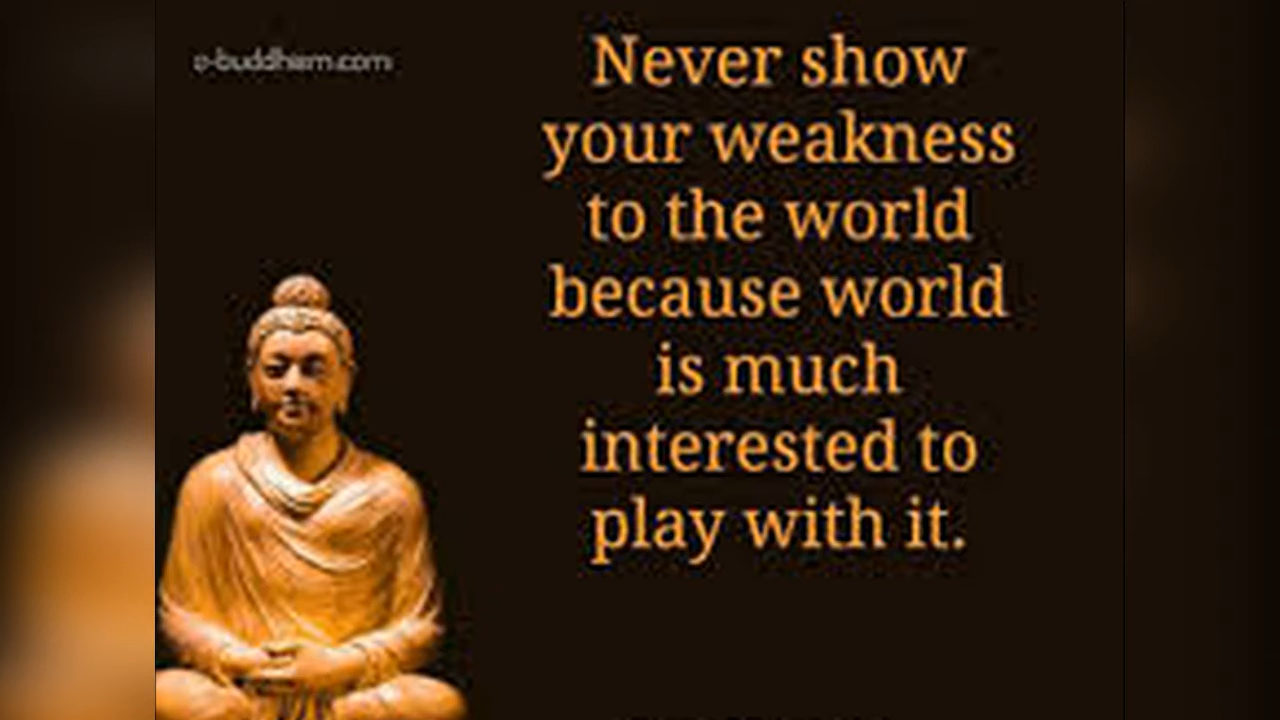 e-buddhism.com
Never show
your weakness
to the world
because world
is much
interested to
play with it.